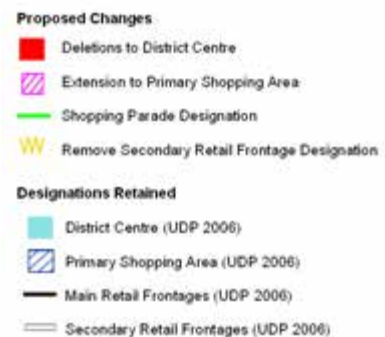 Proposed Changes
Deletions to District Centre
Extension to Primary Shopping Area
Shopping Parade Designation
Remove Secondary Retail Frontage Designation
Designations Retained
District Centre (UDP 2006)
Primary Shopping Area (UDP 2006)
Main Retail Frontages (UDP 2006)
Secondary Retail Frontages (UDP 2006)